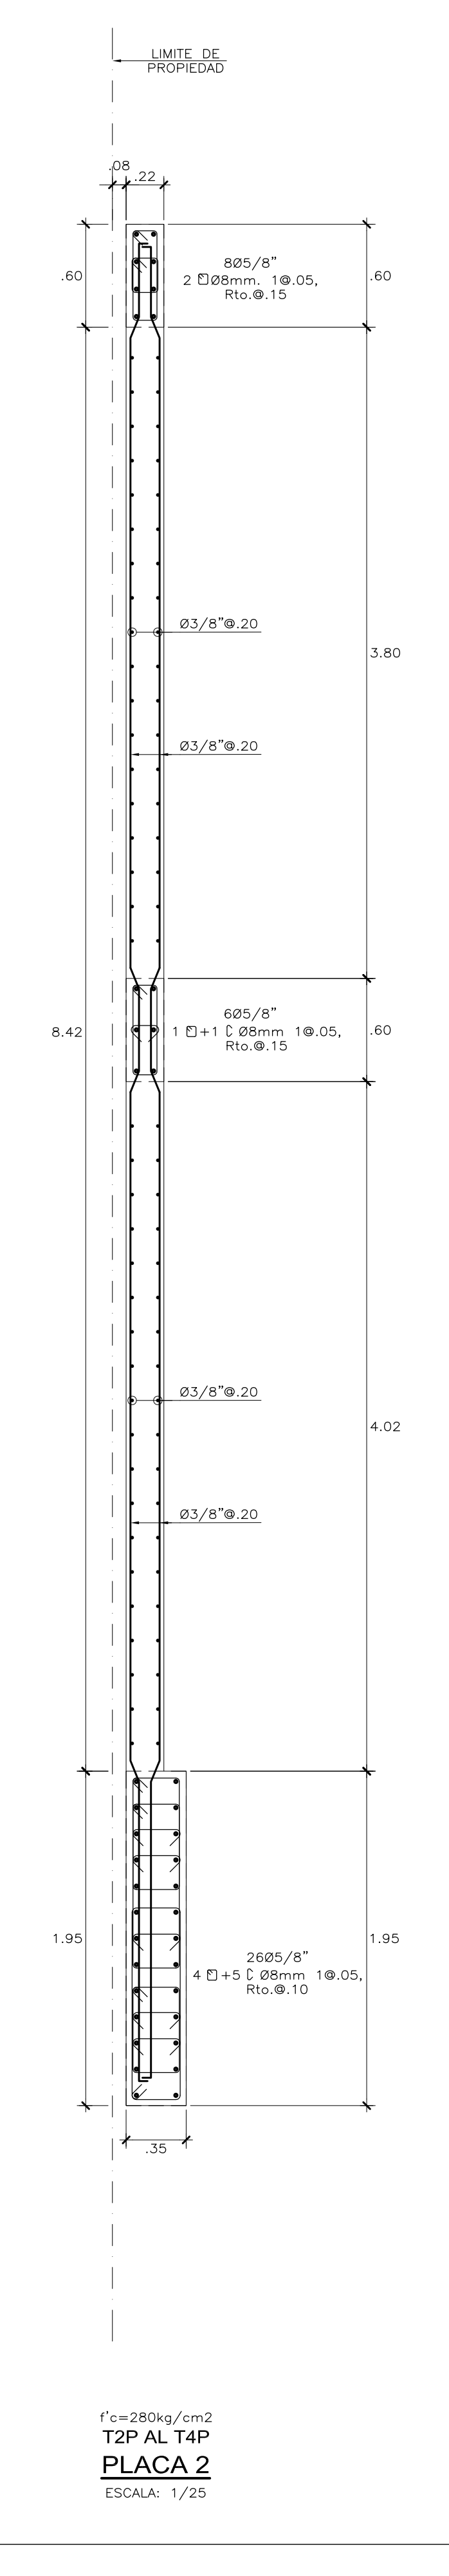 LIMITE DE
PROPIEDAD
.08
.22
.60
8Ø5/8"
2 Ø8mm. 1@.05,
Rto.@.15
.60
Ø3/8"@.20
3.80
Ø3/8"@.20
8.42
6Ø5/8"
1 +1 Ø8mm 1@.05,
Rto.@.15
.60
Ø3/8"@.20
4.02
Ø3/8"@.20
1.95
26Ø5/8"
4 +5 Ø8mm 1@.05,
Rto.@.10
1.95
.35
f'c=280kg/cm2
T2P AL T4P
PLACA 2
ESCALA: 1/25